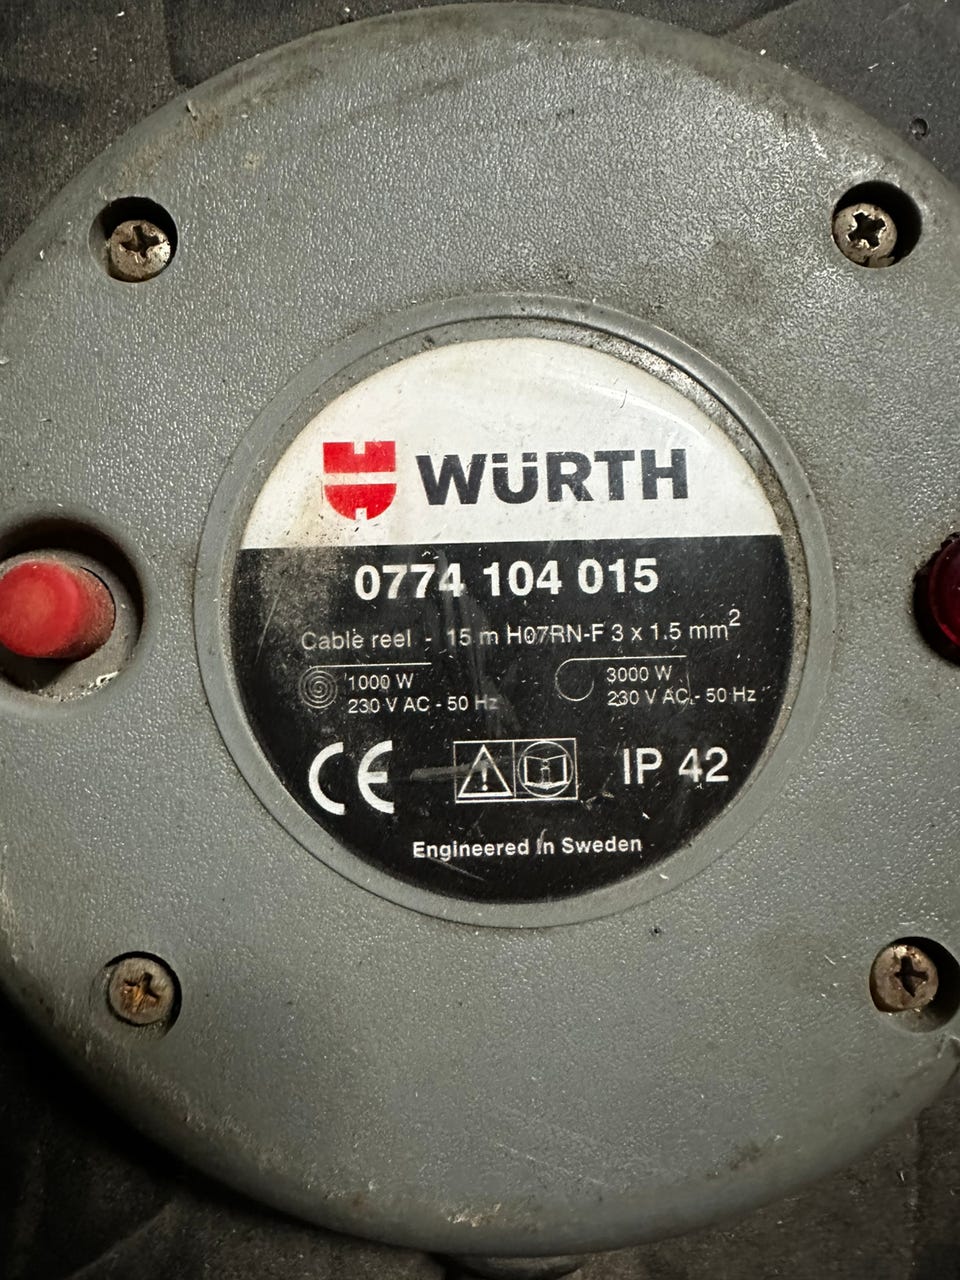 WÜRTH
0774 104 015
Cable reel - 15 m H07RN-F 3 x 1.5 mm²
1000 W
230 V AC - 50 Hz
3000 W
230 V AC - 50 Hz
CE
IP 42
Engineered in Sweden